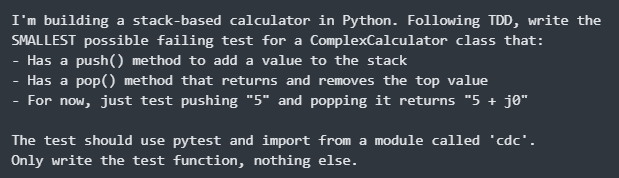 I'm building a stack-based calculator in Python. Following TDD, write the
SMALLEST possible failing test for a ComplexCalculator class that:
- Has a push() method to add a value to the stack
- Has a pop() method that returns and removes the top value
- For now, just test pushing "5" and popping it returns "5 + j0"
The test should use pytest and import from a module called 'cdc'.
Only write the test function, nothing else.